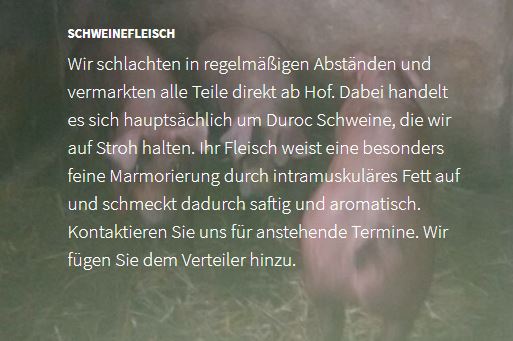 SCHWEINEFLEISCH
Wir schlachten in regelmäßigen Abständen und
vermarkten alle Teile direkt ab Hof. Dabei handelt
es sich hauptsächlich um Duroc Schweine, die wir
auf Stroh halten. Ihr Fleisch weist eine besonders
feine Marmorierung durch intramuskuläres Fett auf
und schmeckt dadurch saftig und aromatisch.
Kontaktieren Sie uns für anstehende Termine. Wir
fügen Sie dem Verteiler hinzu.